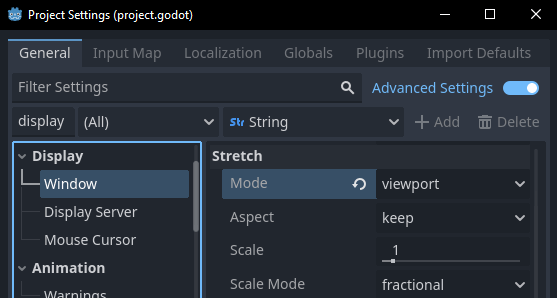 Project Settings (project.godot)
General Input Map Localization Globals Plugins Import Defaults
Filter Settings Advanced Settings
display (All) Str String Add Delete
Display Stretch
Window Mode viewport
Display Server Aspect keep
Mouse Cursor Scale 1
Animation
Warnings Scale Mode fractional